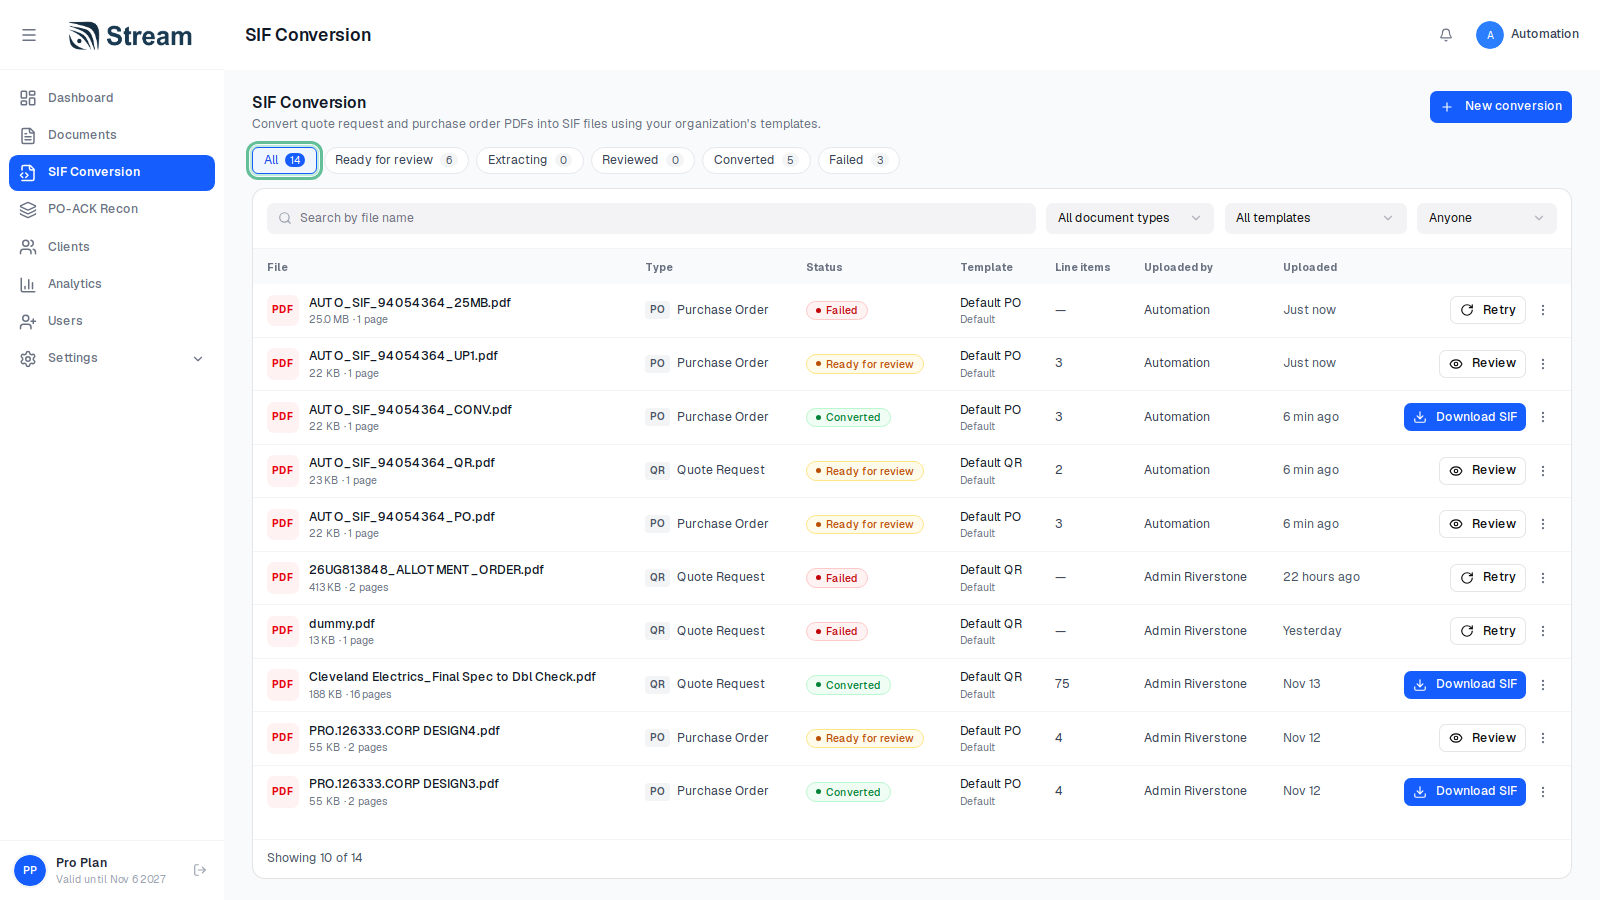 Stream
SIF Conversion
A
Automation
Dashboard
Documents
SIF Conversion
PO-ACK Recon
Clients
Analytics
Users
Settings
SIF Conversion
Convert quote request and purchase order PDFs into SIF files using your organization's templates.
New conversion
All 14
Ready for review 6
Extracting 0
Reviewed 0
Converted 5
Failed 3
Search by file name
All document types
All templates
Anyone
File Type Status Template Line items Uploaded by Uploaded
PDF AUTO_SIF_94054364_25MB.pdf PO Purchase Order Failed Default PO — Automation Just now Retry
25.0 MB · 1 page Default
PDF AUTO_SIF_94054364_UP1.pdf PO Purchase Order Ready for review Default PO 3 Automation Just now Review
22 KB · 1 page Default
PDF AUTO_SIF_94054364_CONV.pdf PO Purchase Order Converted Default PO 3 Automation 6 min ago Download SIF
22 KB · 1 page Default
PDF AUTO_SIF_94054364_QR.pdf QR Quote Request Ready for review Default QR 2 Automation 6 min ago Review
23 KB · 1 page Default
PDF AUTO_SIF_94054364_PO.pdf PO Purchase Order Ready for review Default PO 3 Automation 6 min ago Review
22 KB · 1 page Default
PDF 26UG813848_ALLOTMENT_ORDER.pdf QR Quote Request Failed Default QR — Admin Riverstone 22 hours ago Retry
413 KB · 2 pages Default
PDF dummy.pdf QR Quote Request Failed Default QR — Admin Riverstone Yesterday Retry
13 KB · 1 page Default
PDF Cleveland Electrics_Final Spec to Dbl Check.pdf QR Quote Request Converted Default QR 75 Admin Riverstone Nov 13 Download SIF
188 KB · 16 pages Default
PDF PRO.126333.CORP DESIGN4.pdf PO Purchase Order Ready for review Default PO 4 Admin Riverstone Nov 12 Review
55 KB · 2 pages Default
PDF PRO.126333.CORP DESIGN3.pdf PO Purchase Order Converted Default PO 4 Admin Riverstone Nov 12 Download SIF
55 KB · 2 pages Default
Showing 10 of 14
PP
Pro Plan
Valid until Nov 6 2027